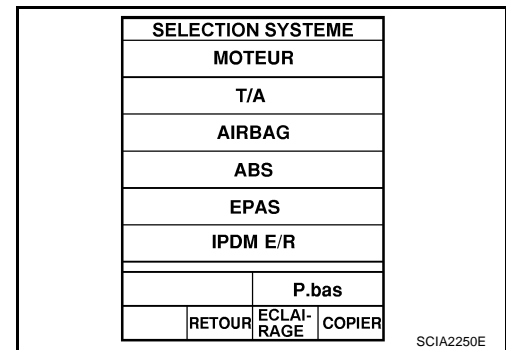 SELECTION SYSTEME
MOTEUR
T/A
AIRBAG
ABS
EPAS
IPDM E/R
P.bas
RETOUR ECLAI-RAGE COPIER
SCIA2250E